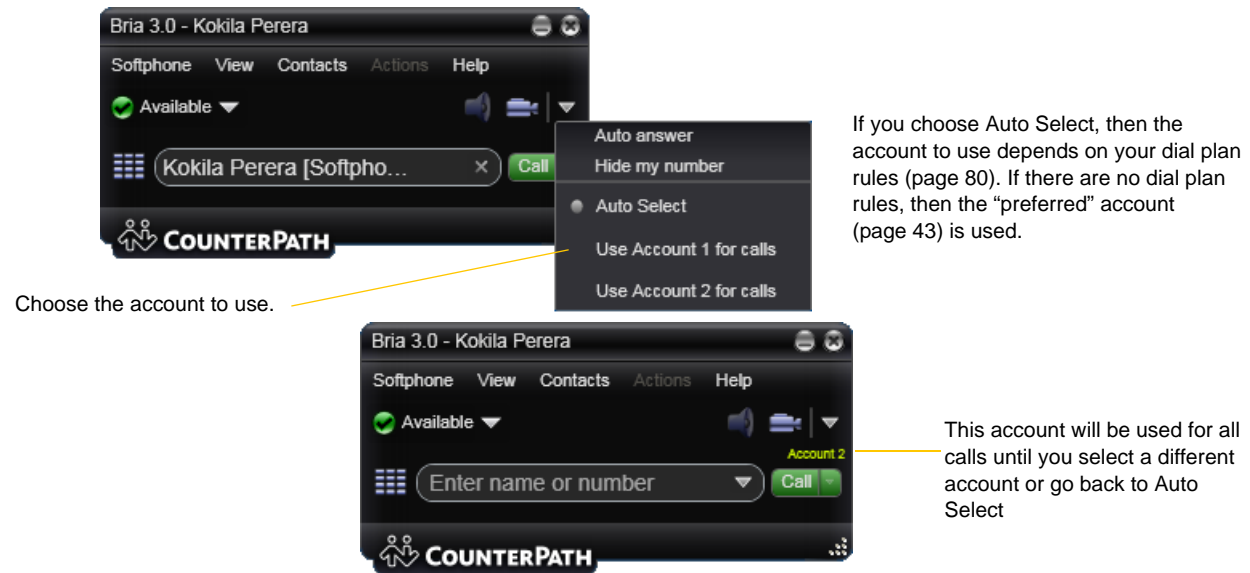 Bria 3.0 - Kokila Perera
Softphone View Contacts Actions Help
Available
Kokila Perera [Softpho...
Call
COUNTERPATH
Auto answer
Hide my number
Auto Select
Use Account 1 for calls
Use Account 2 for calls
If you choose Auto Select, then the
account to use depends on your dial plan
rules (page 80). If there are no dial plan
rules, then the “preferred” account
(page 43) is used.
Choose the account to use.
Bria 3.0 - Kokila Perera
Softphone View Contacts Actions Help
Available
Account 2
Enter name or number
Call
COUNTERPATH
This account will be used for all
calls until you select a different
account or go back to Auto
Select